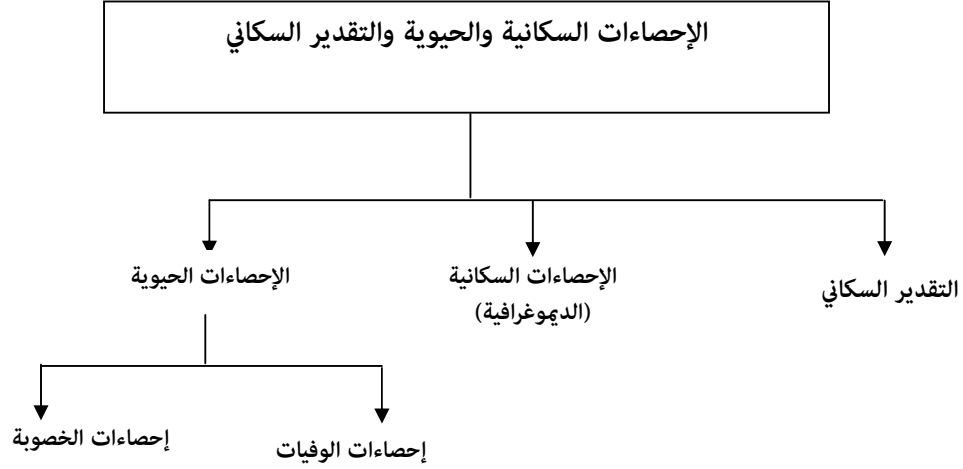 الإحصاءات السكانية والحيوية والتقدير السكاني
التقدير السكاني
الإحصاءات السكانية
(الديموغرافية)
الإحصاءات الحيوية
إحصاءات الوفيات
إحصاءات الخصوبة